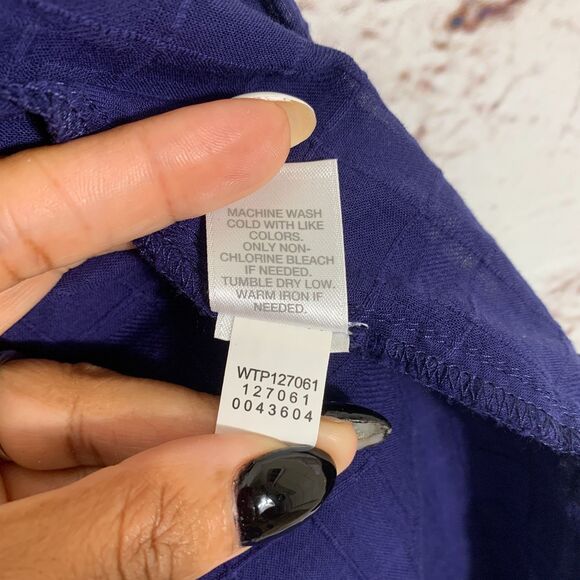 MACHINE WASH
COLD WITH LIKE
COLORS.
ONLY NON-
CHLORINE BLEACH
IF NEEDED.
TUMBLE DRY LOW.
WARM IRON IF
NEEDED.
WTP127061
127061
0043604